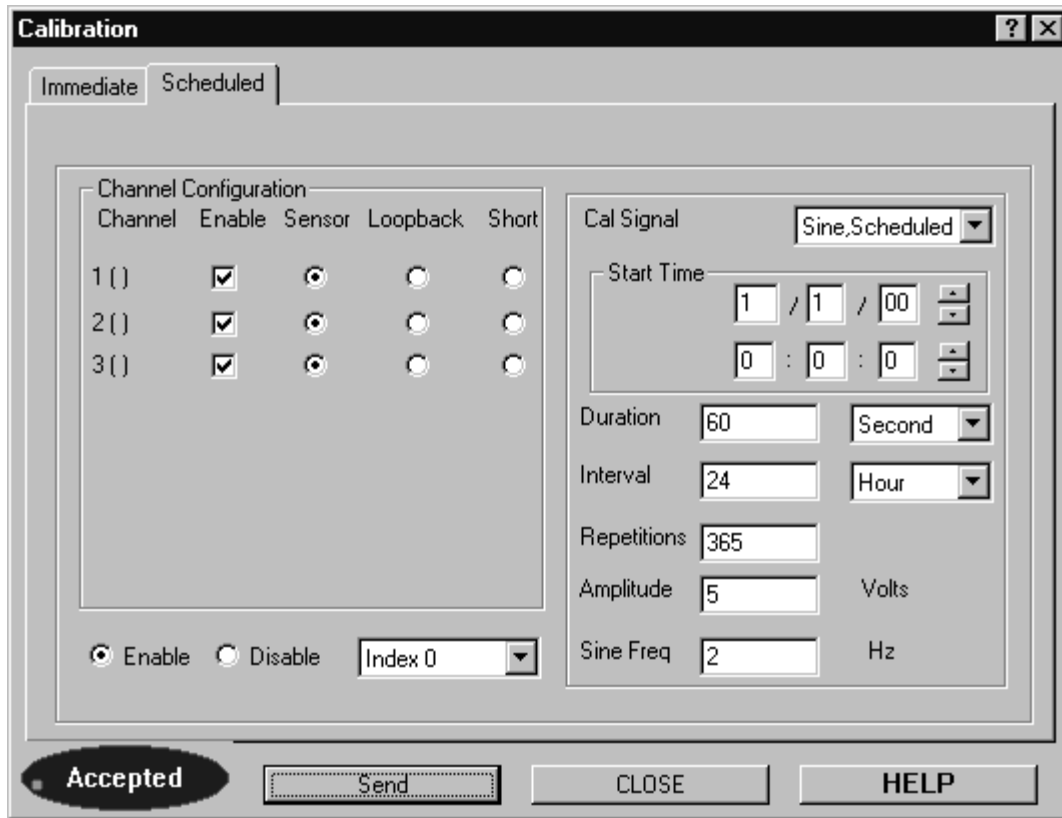 Calibration ? X
Immediate Scheduled
Channel Configuration
Channel Enable Sensor Loopback Short
1 ( )
2 ( )
3 ( )
Enable Disable Index 0
Cal Signal Sine,Scheduled
Start Time
1 / 1 / 00
0 : 0 : 0
Duration 60 Second
Interval 24 Hour
Repetitions 365
Amplitude 5 Volts
Sine Freq 2 Hz
Accepted Send CLOSE HELP